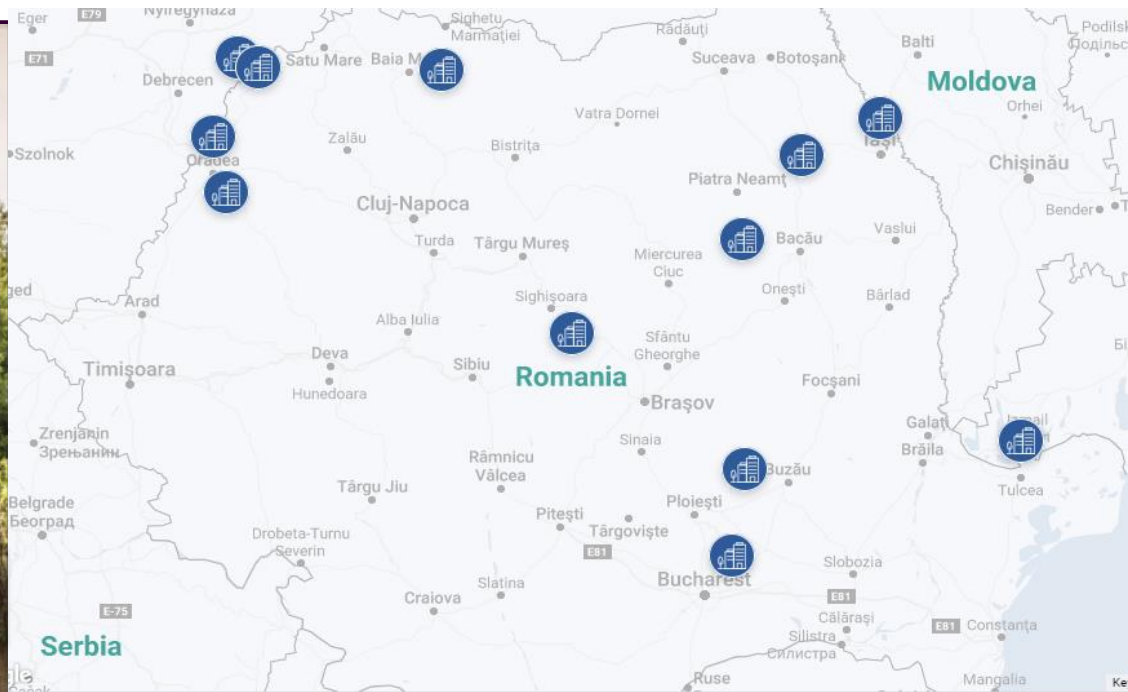 Eger
E79
Nyíregyháza
Sighetu
Marmației
Rădăuți
Podilsk
Balti
E71
Satu Mare
Baia M
Suceava
Botoșani
Debrecen
Moldova
Orhei
Vatra Dornei
Szolnok
Zalău
Bistrița
Iași
Oradea
Chișinău
Piatra Neamț
Cluj-Napoca
Bender
Turda
Târgu Mureș
Vaslui
Bacău
Miercurea
Ciuc
Sighișoara
Onești
Bârlad
Arad
Alba Iulia
Sfântu
Gheorghe
Deva
Sibiu
Timișoara
Romania
Focșani
Hunedoara
Brașov
Galați
Izmail
Zrenjanin
Зрењанин
Sinaia
Brăila
Râmnicu
Vâlcea
Buzău
Târgu Jiu
Tulcea
Belgrade
Београд
Ploiești
Pitești
Târgoviște
Drobeta-Turnu
Severin
E81
Slobozia
Bucharest
Slatina
E81
E-75
Craiova
Călărași
E81
Constanța
Silistra
Силистра
Serbia
Ruse
Mangalia